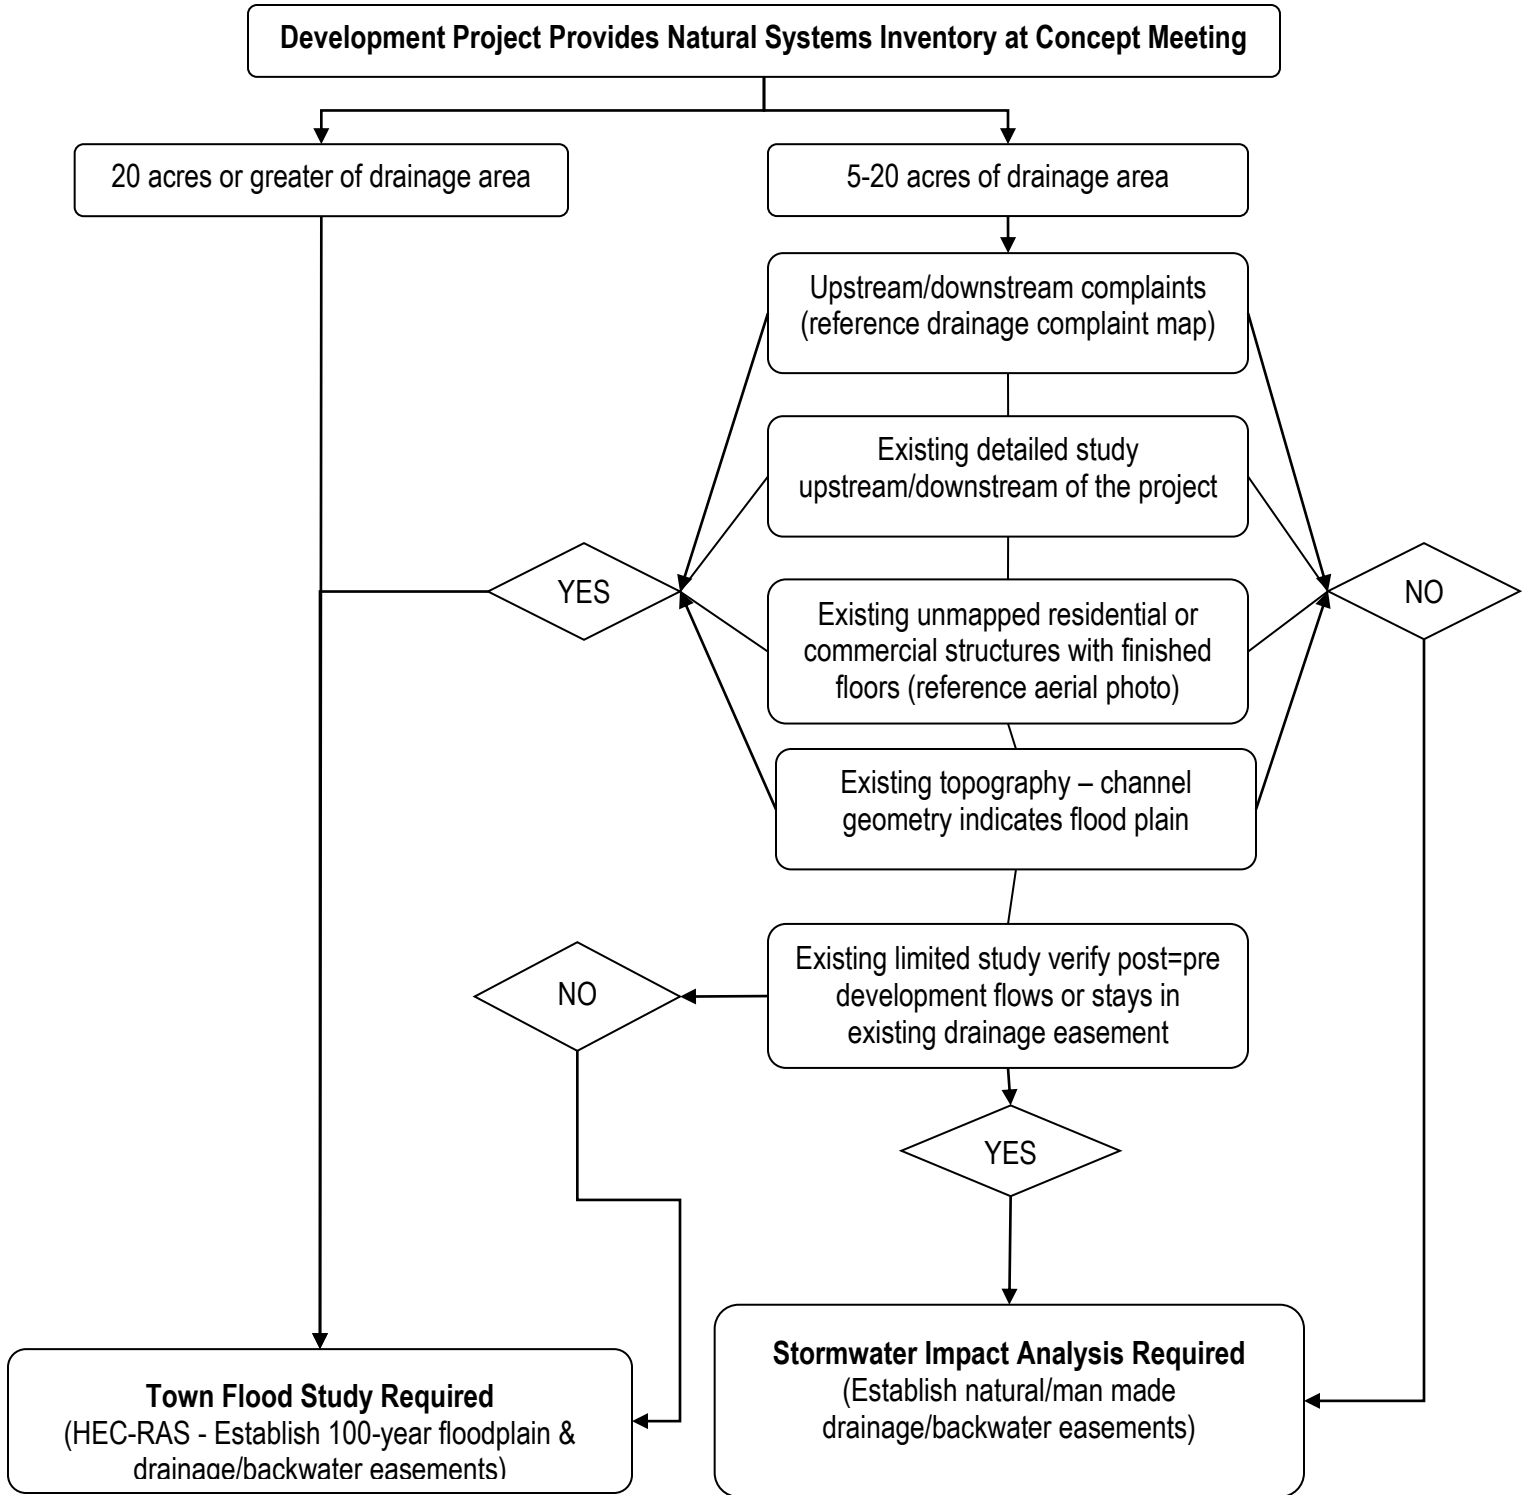 Development Project Provides Natural Systems Inventory at Concept Meeting
20 acres or greater of drainage area
5-20 acres of drainage area
Upstream/downstream complaints
(reference drainage complaint map)
Existing detailed study
upstream/downstream of the project
YES
NO
Existing unmapped residential or
commercial structures with finished
floors (reference aerial photo)
Existing topography – channel
geometry indicates flood plain
Existing limited study verify post=pre
development flows or stays in
existing drainage easement
NO
YES
Town Flood Study Required
(HEC-RAS - Establish 100-year floodplain &
drainage/backwater easements)
Stormwater Impact Analysis Required
(Establish natural/man made
drainage/backwater easements)